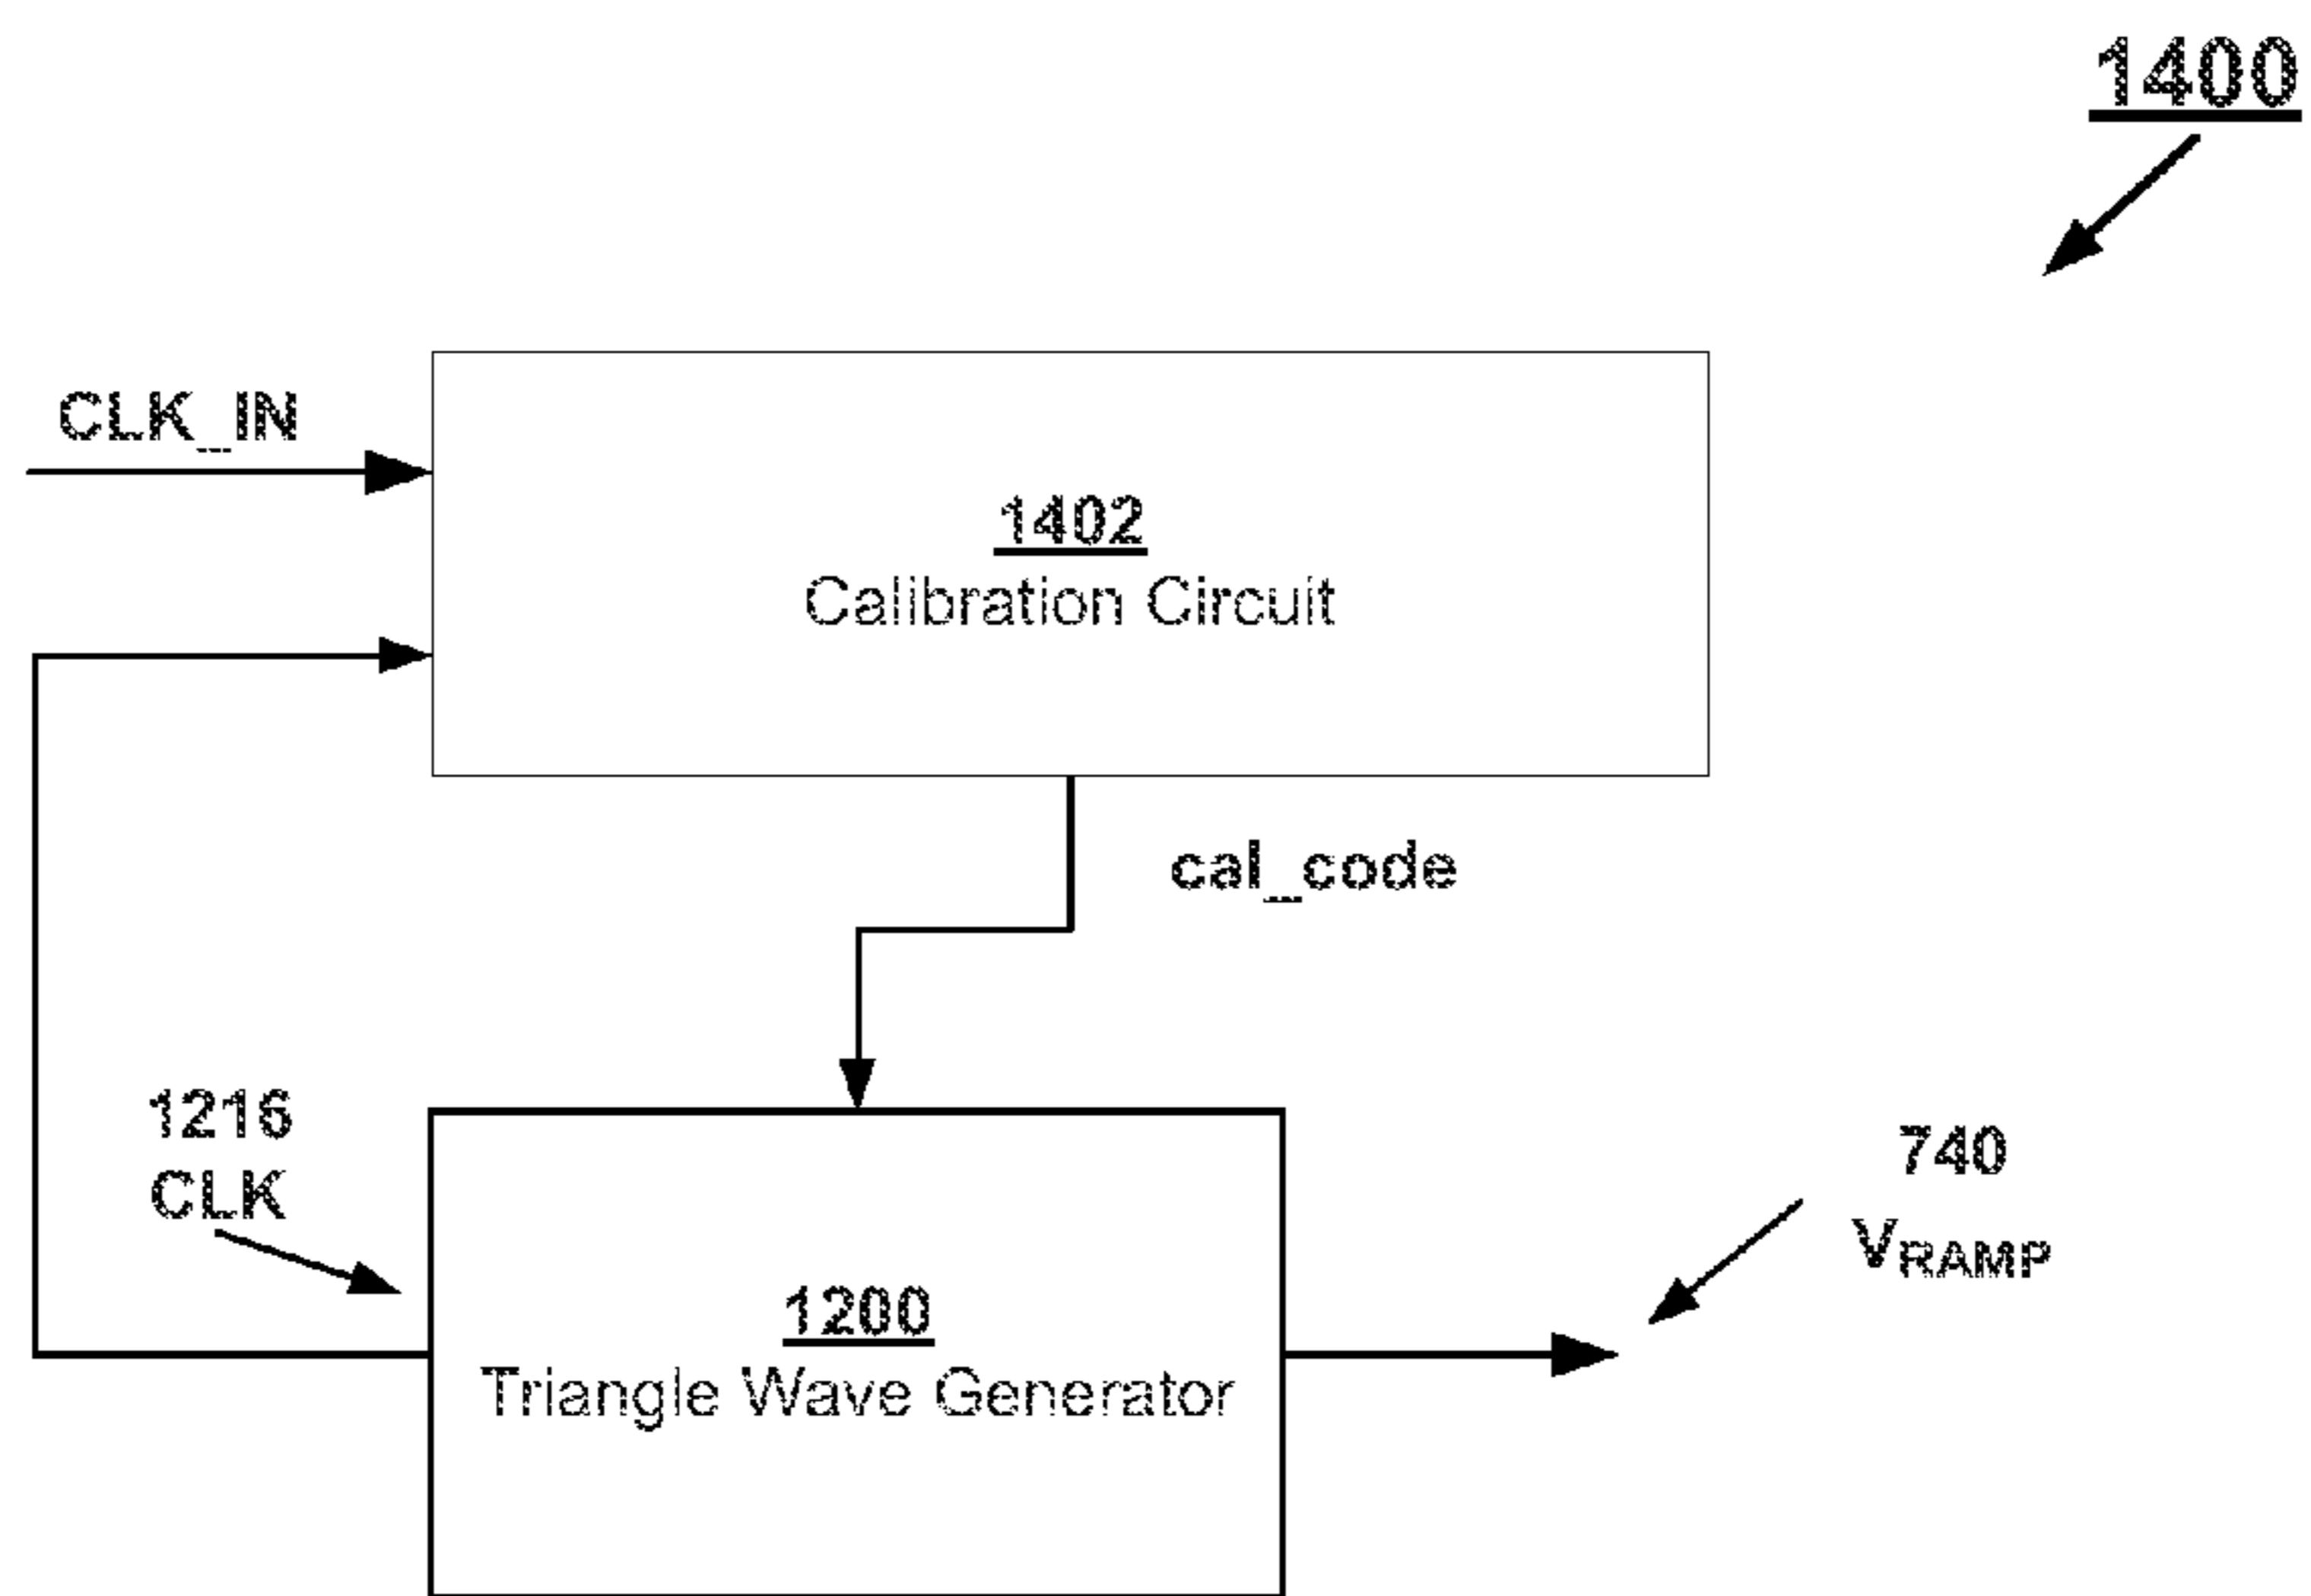 1400
CLK_IN
1402
Calibration Circuit
cal_code
1216
CLK
740
VRAMP
1200
Triangle Wave Generator